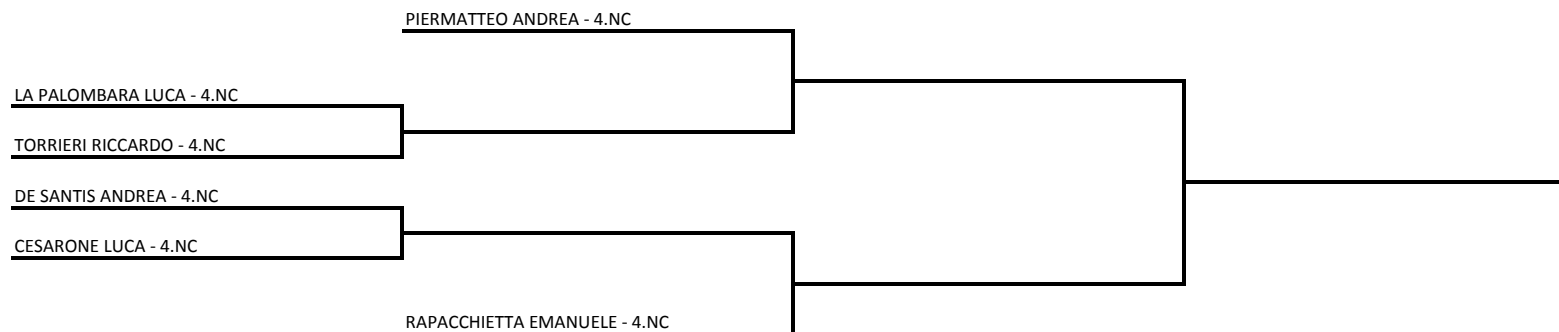 PIERMATTEO ANDREA - 4.NC
LA PALOMBARA LUCA - 4.NC
TORRIERI RICCARDO - 4.NC
DE SANTIS ANDREA - 4.NC
CESARONE LUCA - 4.NC
RAPACCHIETTA EMANUELE - 4.NC